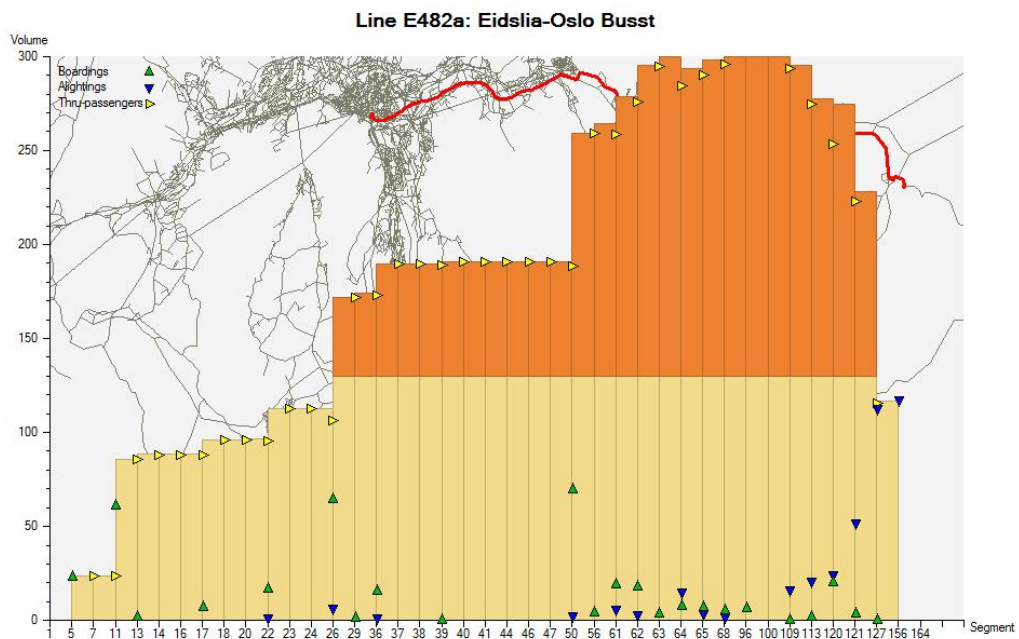 Line E482a: Eidslia-Oslo Busst
Volume
300
Boardings
Alightings
Thru-passengers
250
200
150
100
50
0
1 5 7 11 13 14 16 17 18 20 22 23 24 26 29 36 37 38 39 40 41 44 46 47 50 56 61 62 63 64 65 68 96 100 109 120 121 137 156 164 Segment